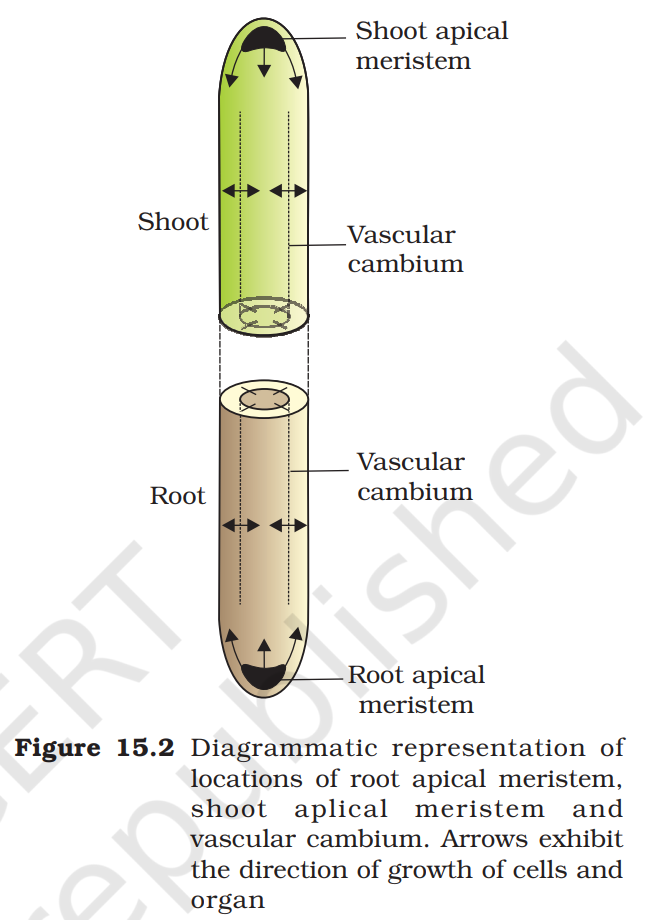 Shoot apical
meristem
Shoot
Vascular
cambium
Vascular
cambium
Root
Root apical
meristem
Figure 15.2 Diagrammatic representation of
locations of root apical meristem,
shoot aplical meristem and
vascular cambium. Arrows exhibit
the direction of growth of cells and
organ
ERT
republished